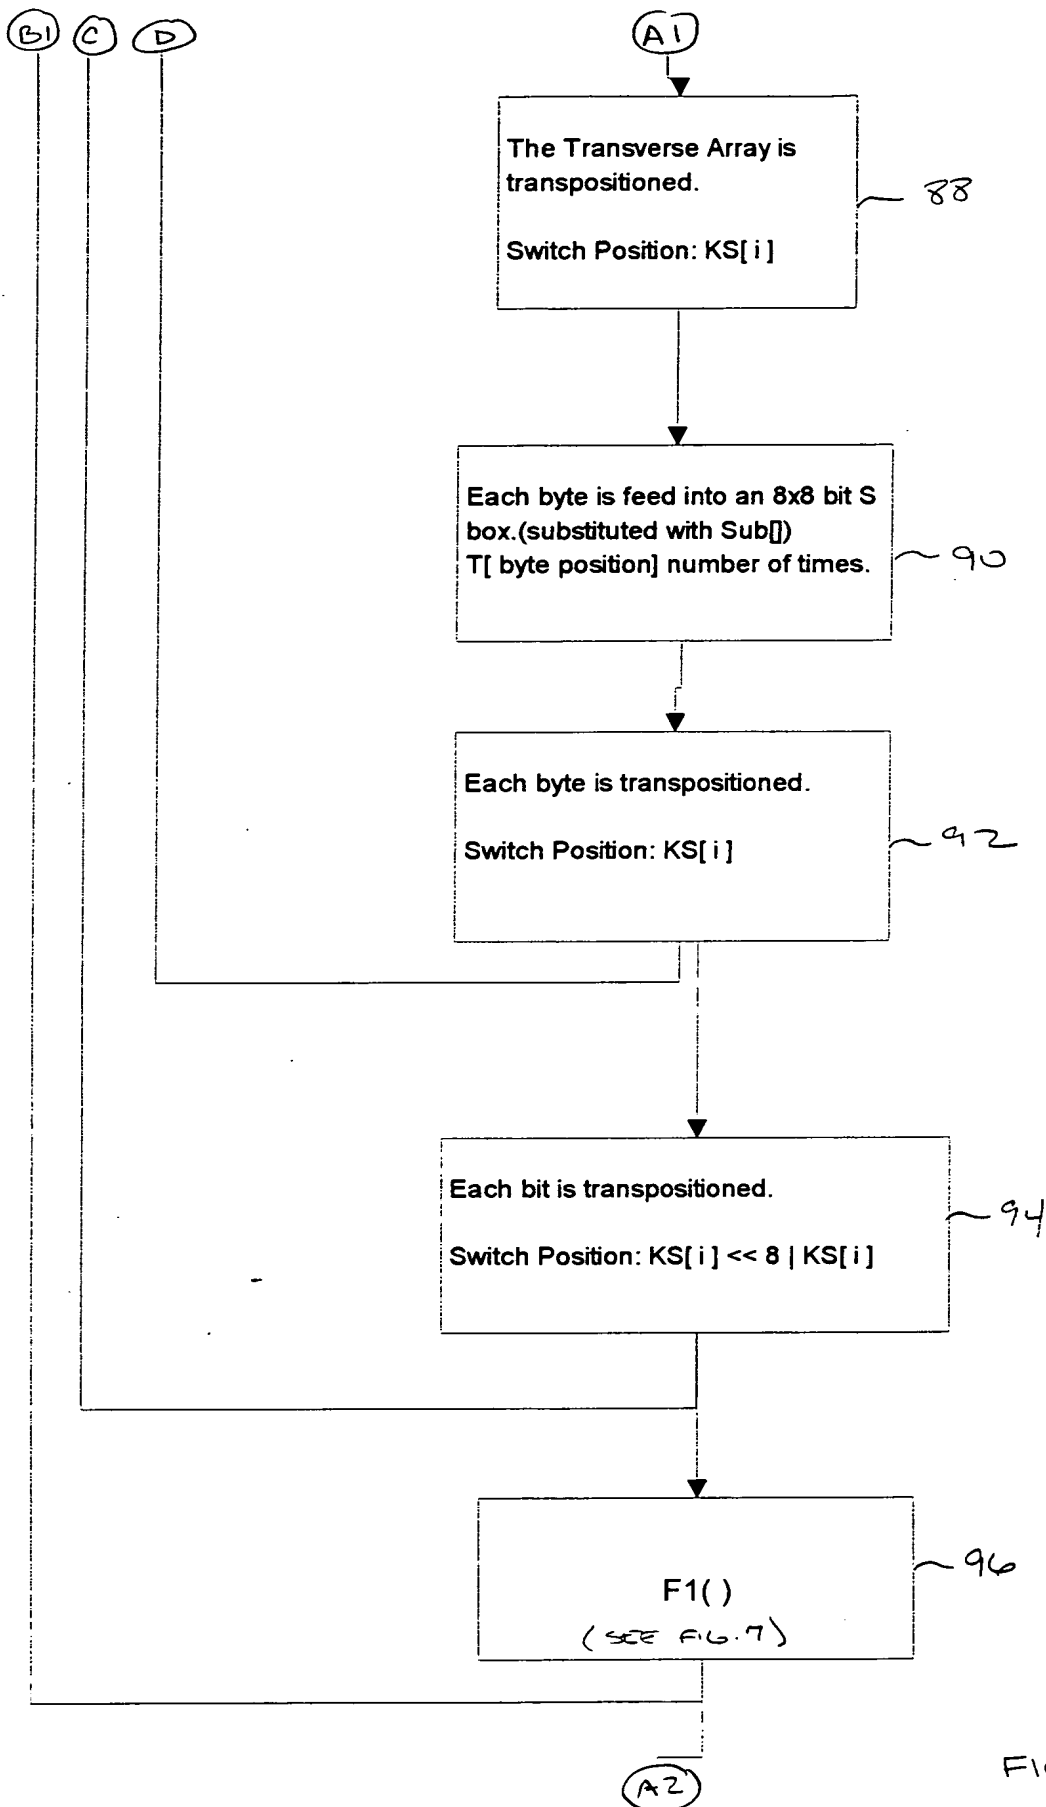 B1 C D A1
The Transverse Array is
transpositioned.
88
Switch Position: KS[ i ]
Each byte is feed into an 8x8 bit S
box.(substituted with Sub[])
T[ byte position] number of times.
90
Each byte is transpositioned.
Switch Position: KS[ i ]
92
Each bit is transpositioned.
94
Switch Position: KS[ i ] << 8 | KS[ i ]
96
F1( )
(SEE FIG. 7)
A2